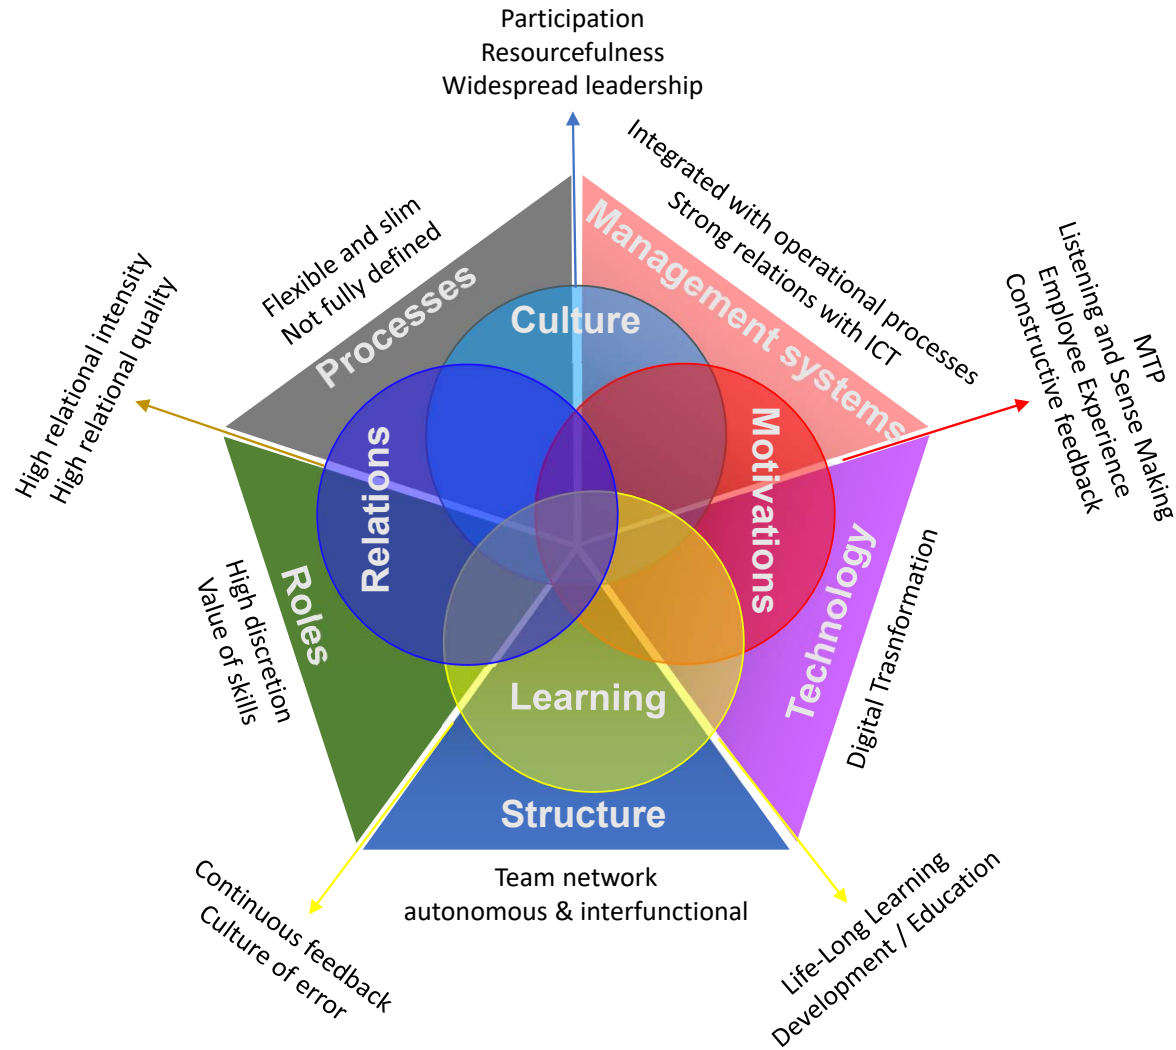 Participation
Resourcefulness
Widespread leadership
Integrated with operational processes
Strong relations with ICT
Management systems
Flexible and slim
Not fully defined
Processes
High relational intensity
High relational quality
MTP
Listening and Sense Making
Employee Experience
Constructive feedback
Culture
Relations
Motivations
Learning
Roles
High discretion
Value of skills
Technology
Digital Trasnformation
Structure
Team network
autonomous & interfunctional
Continuous feedback
Culture of error
Life-Long Learning
Development / Education